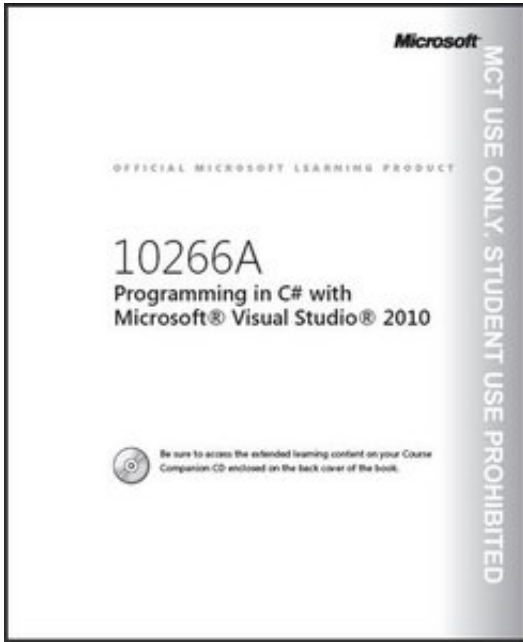 Microsoft
OFFICIAL MICROSOFT LEARNING PRODUCT
10266A
Programming in C# with
Microsoft® Visual Studio® 2010
Be sure to access the extended learning content on your Course
Companion CD enclosed on the back cover of the book.
MCT USE ONLY. STUDENT USE PROHIBITED